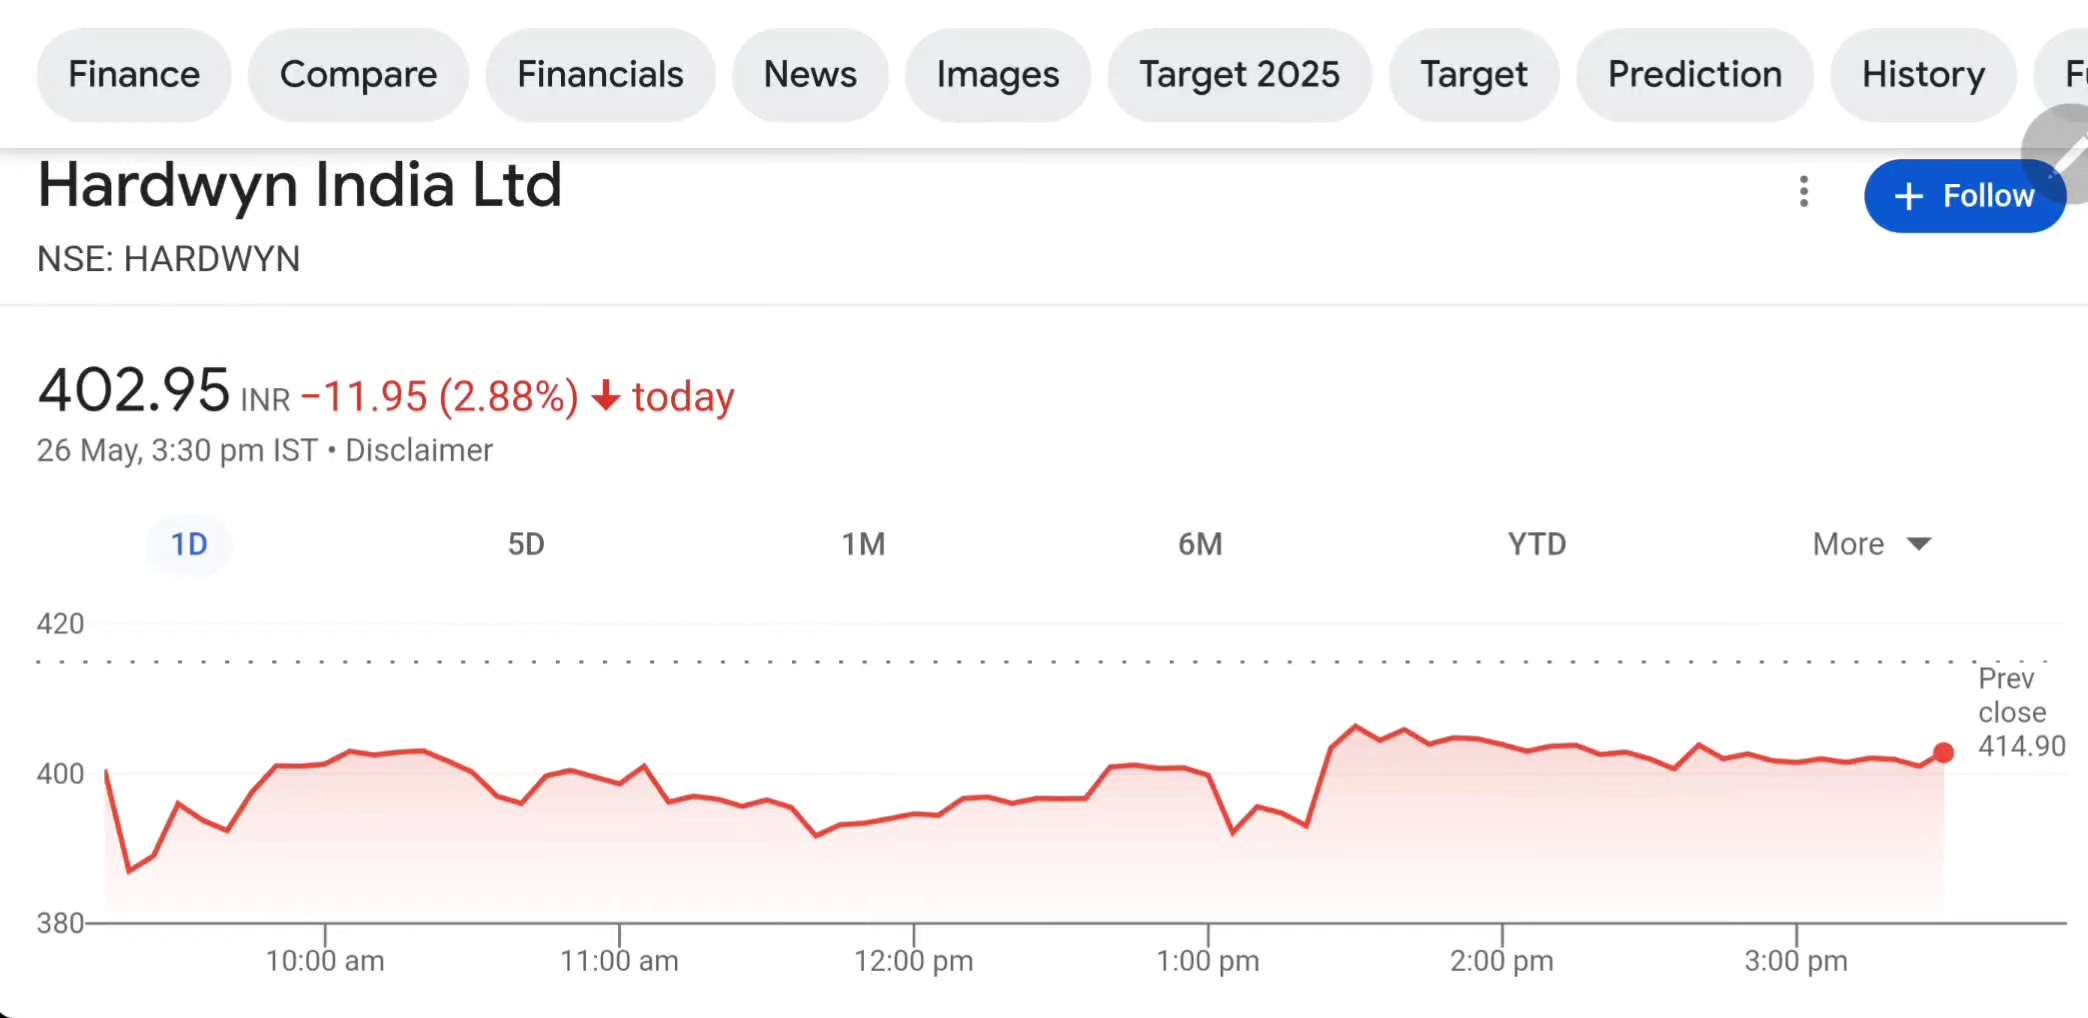 Finance Compare Financials News Images Target 2025 Target Prediction History
Hardwyn India Ltd
+ Follow
NSE: HARDWYN
402.95 INR −11.95 (2.88%) ↓ today
26 May, 3:30 pm IST • Disclaimer
1D 5D 1M 6M YTD More
420
Prev
close
414.90
400
380
10:00 am 11:00 am 12:00 pm 1:00 pm 2:00 pm 3:00 pm